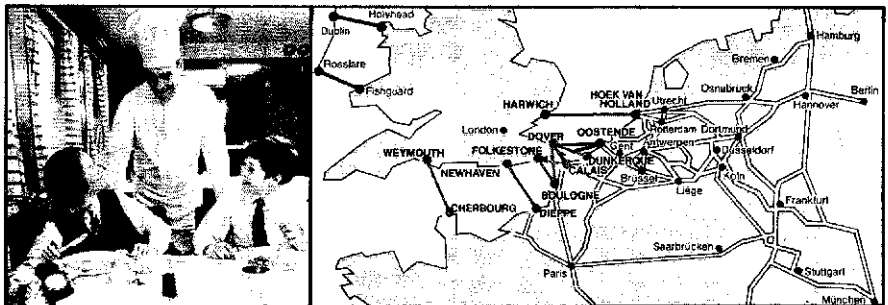 Holyhead
Dublin
Rosslare
Fishguard
Hamburg
Bremen
HARWICH
HOEK VAN
HOLLAND
Utrecht
Osnabrück
Hannover
Berlin
London
DOVER
OOSTENDE
Gent
Rotterdam
Antwerpen
Dortmund
Düsseldorf
WEYMOUTH
FOLKESTONE
DUNKERQUE
CALAIS
Brüssel
Köln
NEWHAVEN
BOULOGNE
Liège
CHERBOURG
DIEPPE
Frankfurt
Saarbrücken
Paris
Stuttgart
München